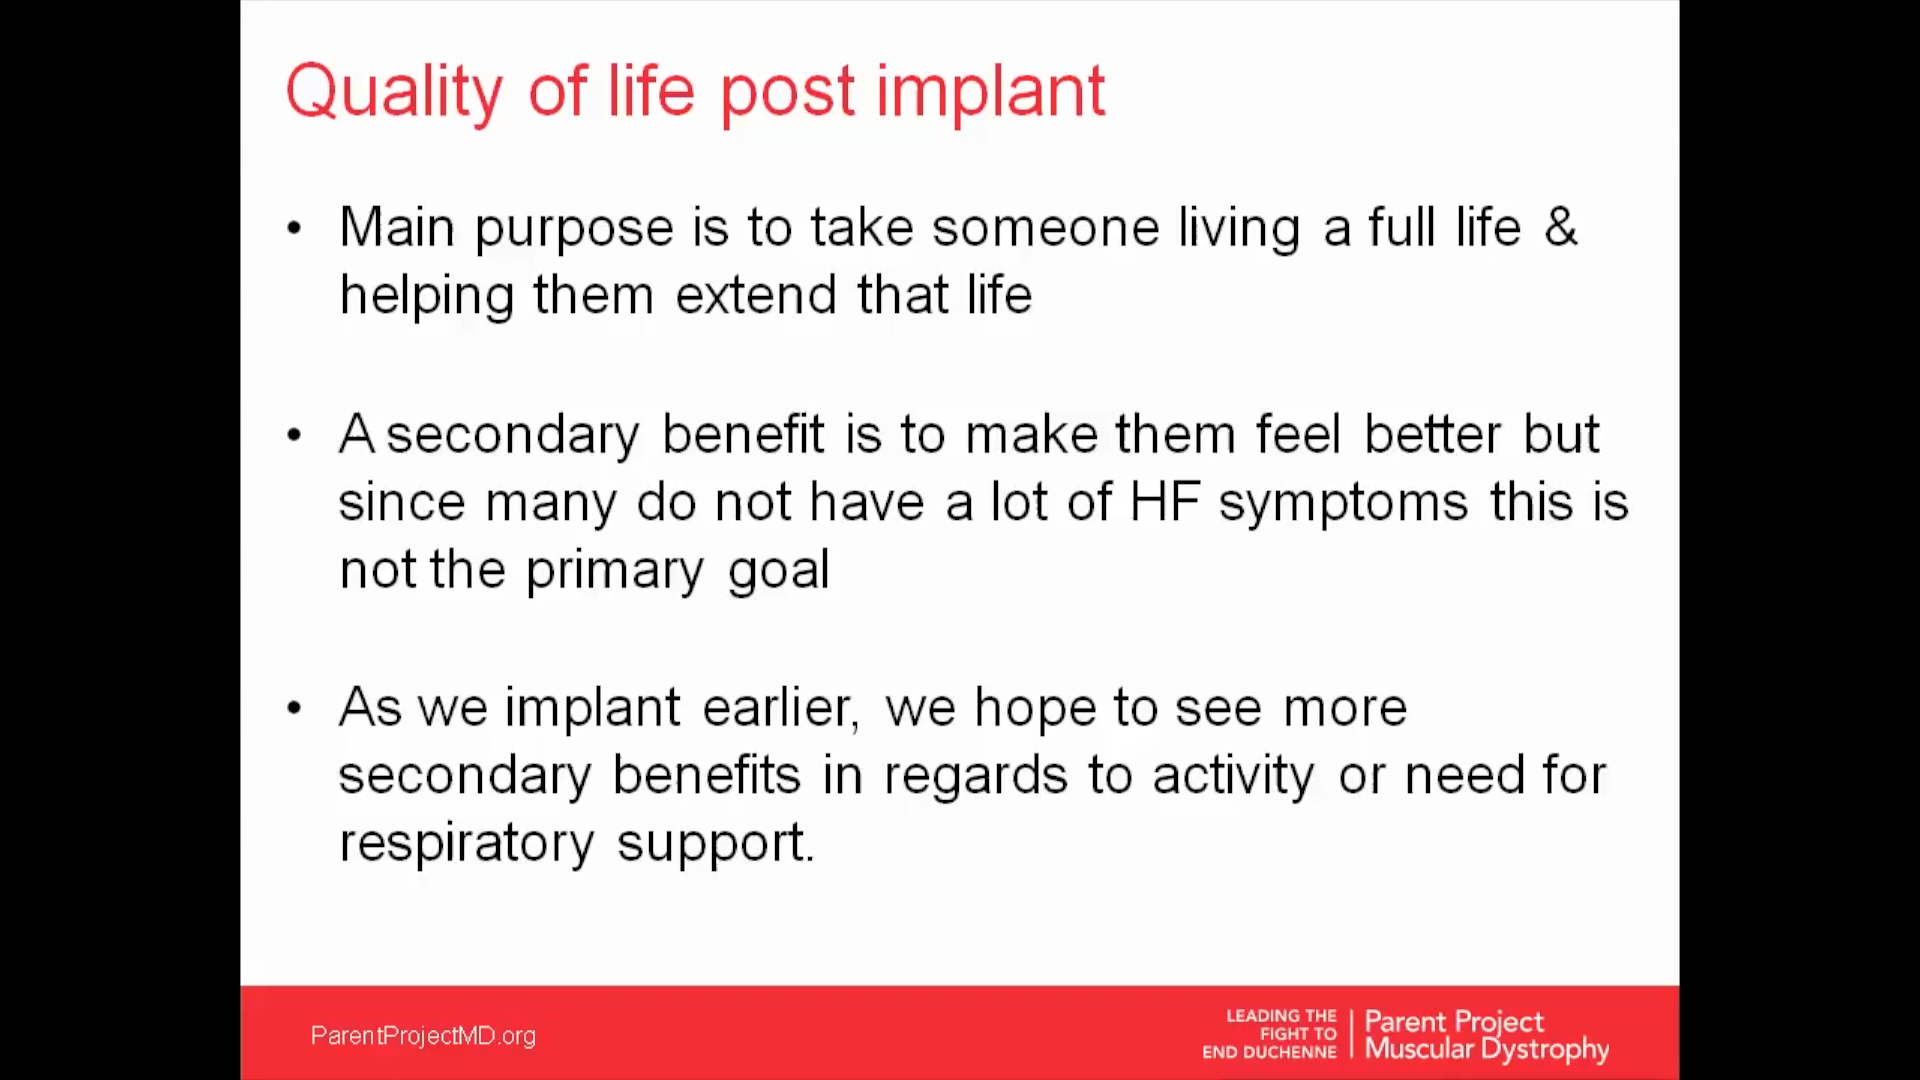 Quality of life post implant
• Main purpose is to take someone living a full life &
helping them extend that life
• A secondary benefit is to make them feel better but
since many do not have a lot of HF symptoms this is
not the primary goal
• As we implant earlier, we hope to see more
secondary benefits in regards to activity or need for
respiratory support.
ParentProjectMD.org
LEADING THE
FIGHT TO
END DUCHENNE
Parent Project
Muscular Dystrophy